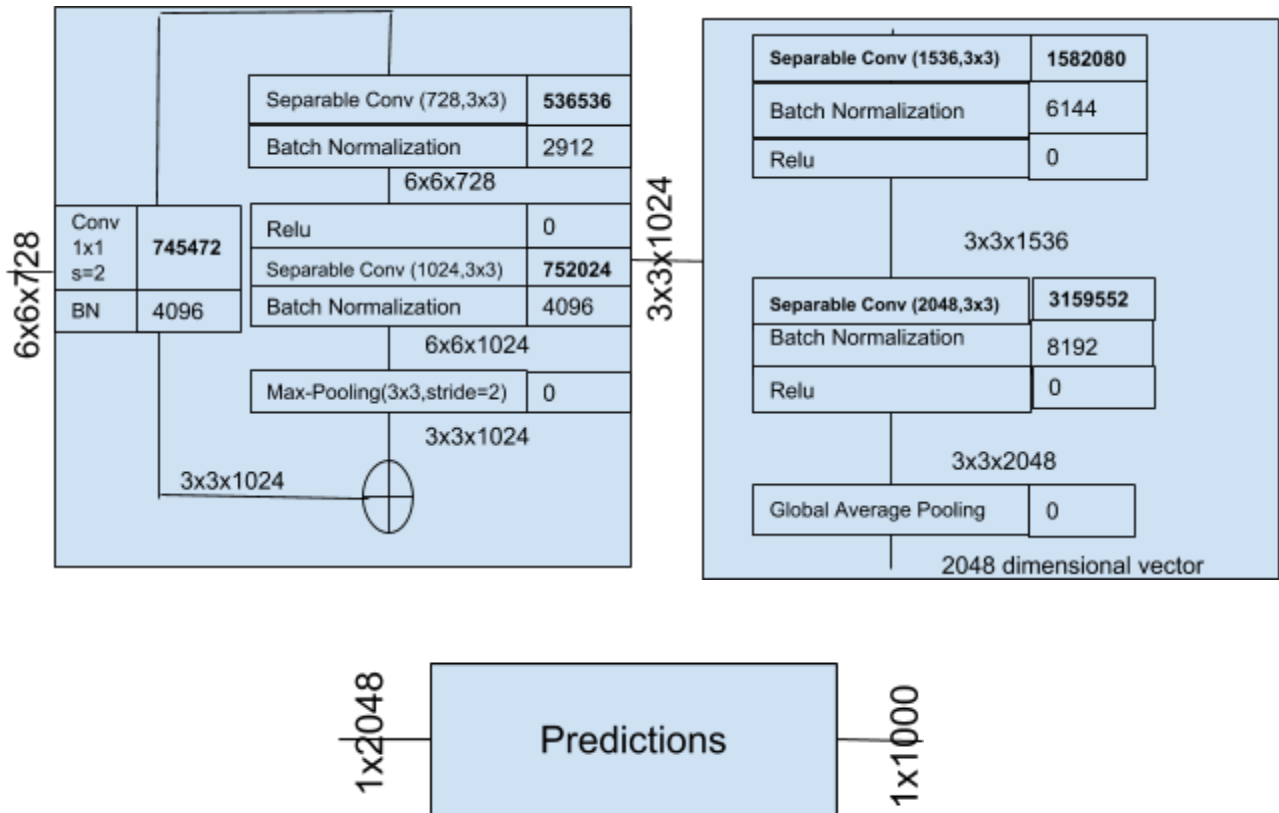 6x6x728
Separable Conv (728,3x3) 536536
Batch Normalization 2912
6x6x728
Conv
1x1
s=2
745472
BN 4096
Relu 0
Separable Conv (1024,3x3) 752024
Batch Normalization 4096
6x6x1024
Max-Pooling(3x3,stride=2) 0
3x3x1024
3x3x1024
3x3x1024
Separable Conv (1536,3x3) 1582080
Batch Normalization 6144
Relu 0
3x3x1536
Separable Conv (2048,3x3) 3159552
Batch Normalization 8192
Relu 0
3x3x2048
Global Average Pooling 0
2048 dimensional vector
1x2048
Predictions
1x1000